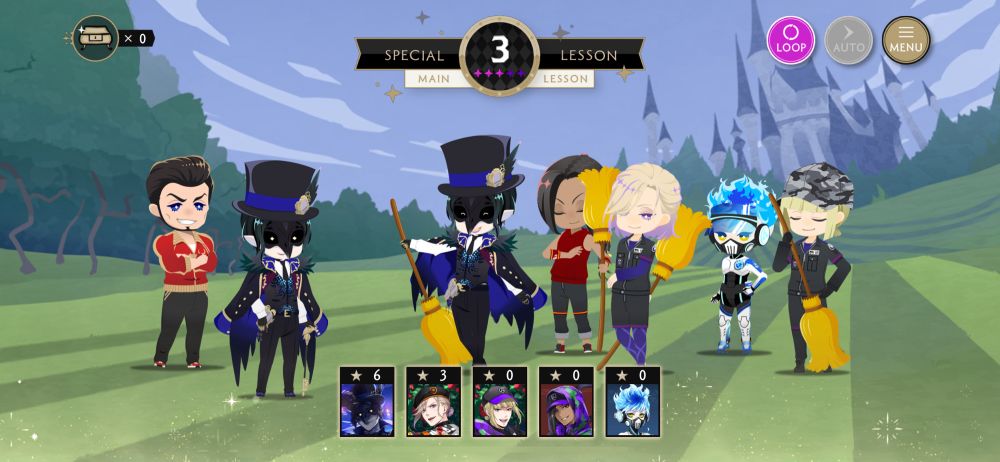 × 0
SPECIAL
3
LESSON
MAIN
LESSON
LOOP
AUTO
MENU
★ 6
★ 3
★ 0
★ 0
★ 0